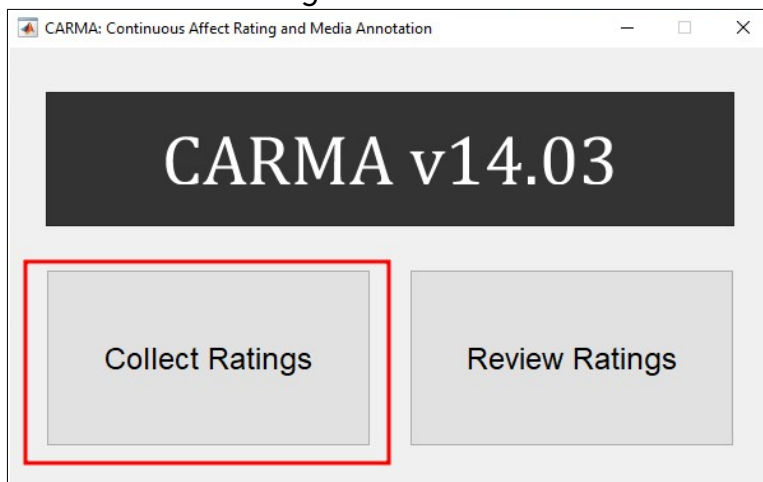 CARMA: Continuous Affect Rating and Media Annotation
CARMA v14.03
Collect Ratings
Review Ratings